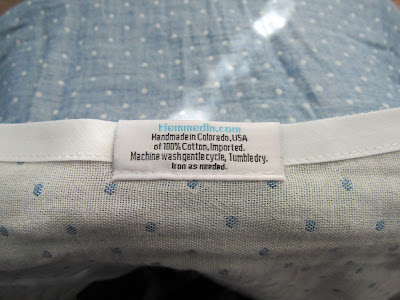 HemmedIn.com
Handmade in Colorado, USA
of 100% Cotton, Imported.
Machine wash gentle cycle, Tumble dry.
Iron as needed.